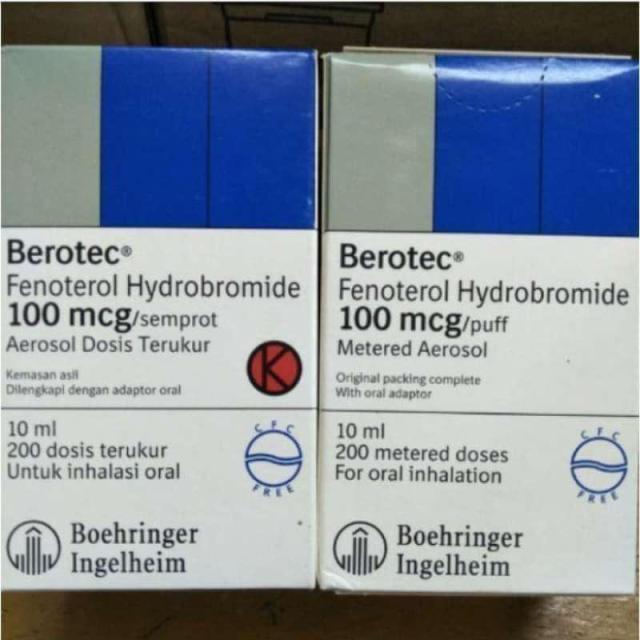 Berotec®
Fenoterol Hydrobromide
100 mcg/semprot
Aerosol Dosis Terukur
Kemasan asli
Dilengkapi dengan adaptor oral
K
10 ml
200 dosis terukur
Untuk inhalasi oral
CFC
FREE
Boehringer
Ingelheim
Berotec®
Fenoterol Hydrobromide
100 mcg/puff
Metered Aerosol
Original packing complete
With oral adaptor
10 ml
200 metered doses
For oral inhalation
CFC
FREE
Boehringer
Ingelheim